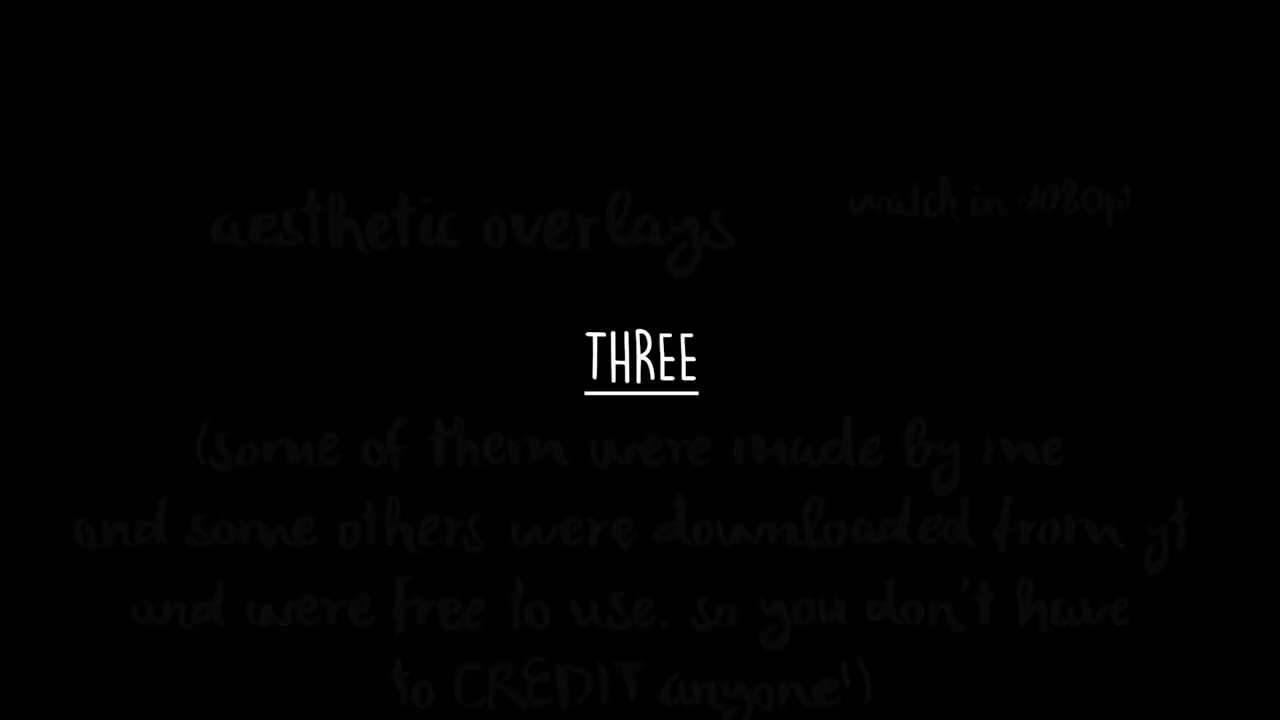 aesthetic overlays
watch in 1080p!
THREE
(some of them were made by me
and some others were downloaded from yt
and were free to use, so you don't have
to CREDIT anyone!)